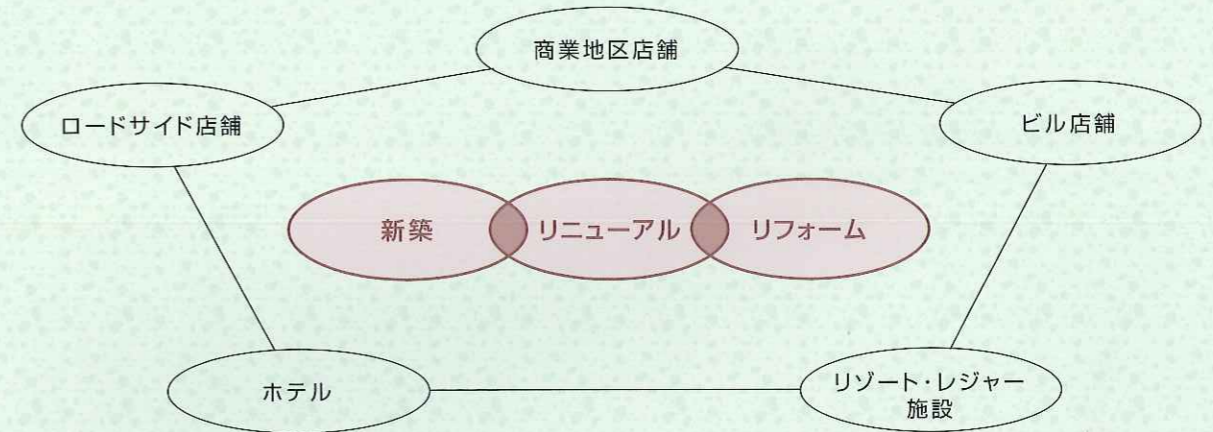 商業地区店舗
ロードサイド店舗
ビル店舗
新築
リニューアル
リフォーム
ホテル
リゾート・レジャー
施設